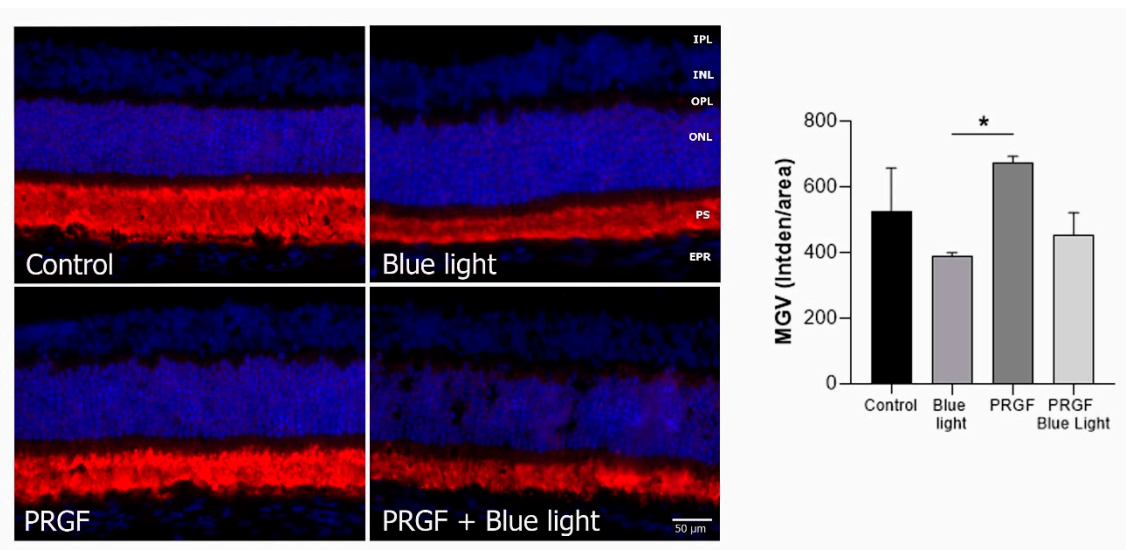 IPL
INL
OPL
ONL
PS
EPR
Control
Blue light
PRGF
PRGF + Blue light
50 µm
MGV (Intden/area)
800
600
400
200
0
*
Control
Blue
light
PRGF
PRGF
Blue Light